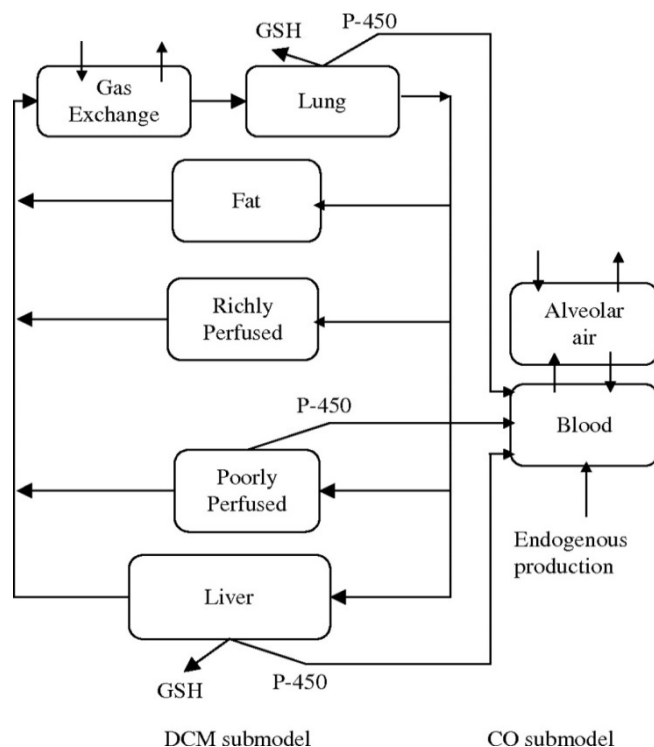 P-450
GSH
Gas
Exchange
Lung
Fat
Richly
Perfused
Alveolar
air
P-450
Blood
Poorly
Perfused
Endogenous
production
Liver
GSH
P-450
DCM submodel
CO submodel